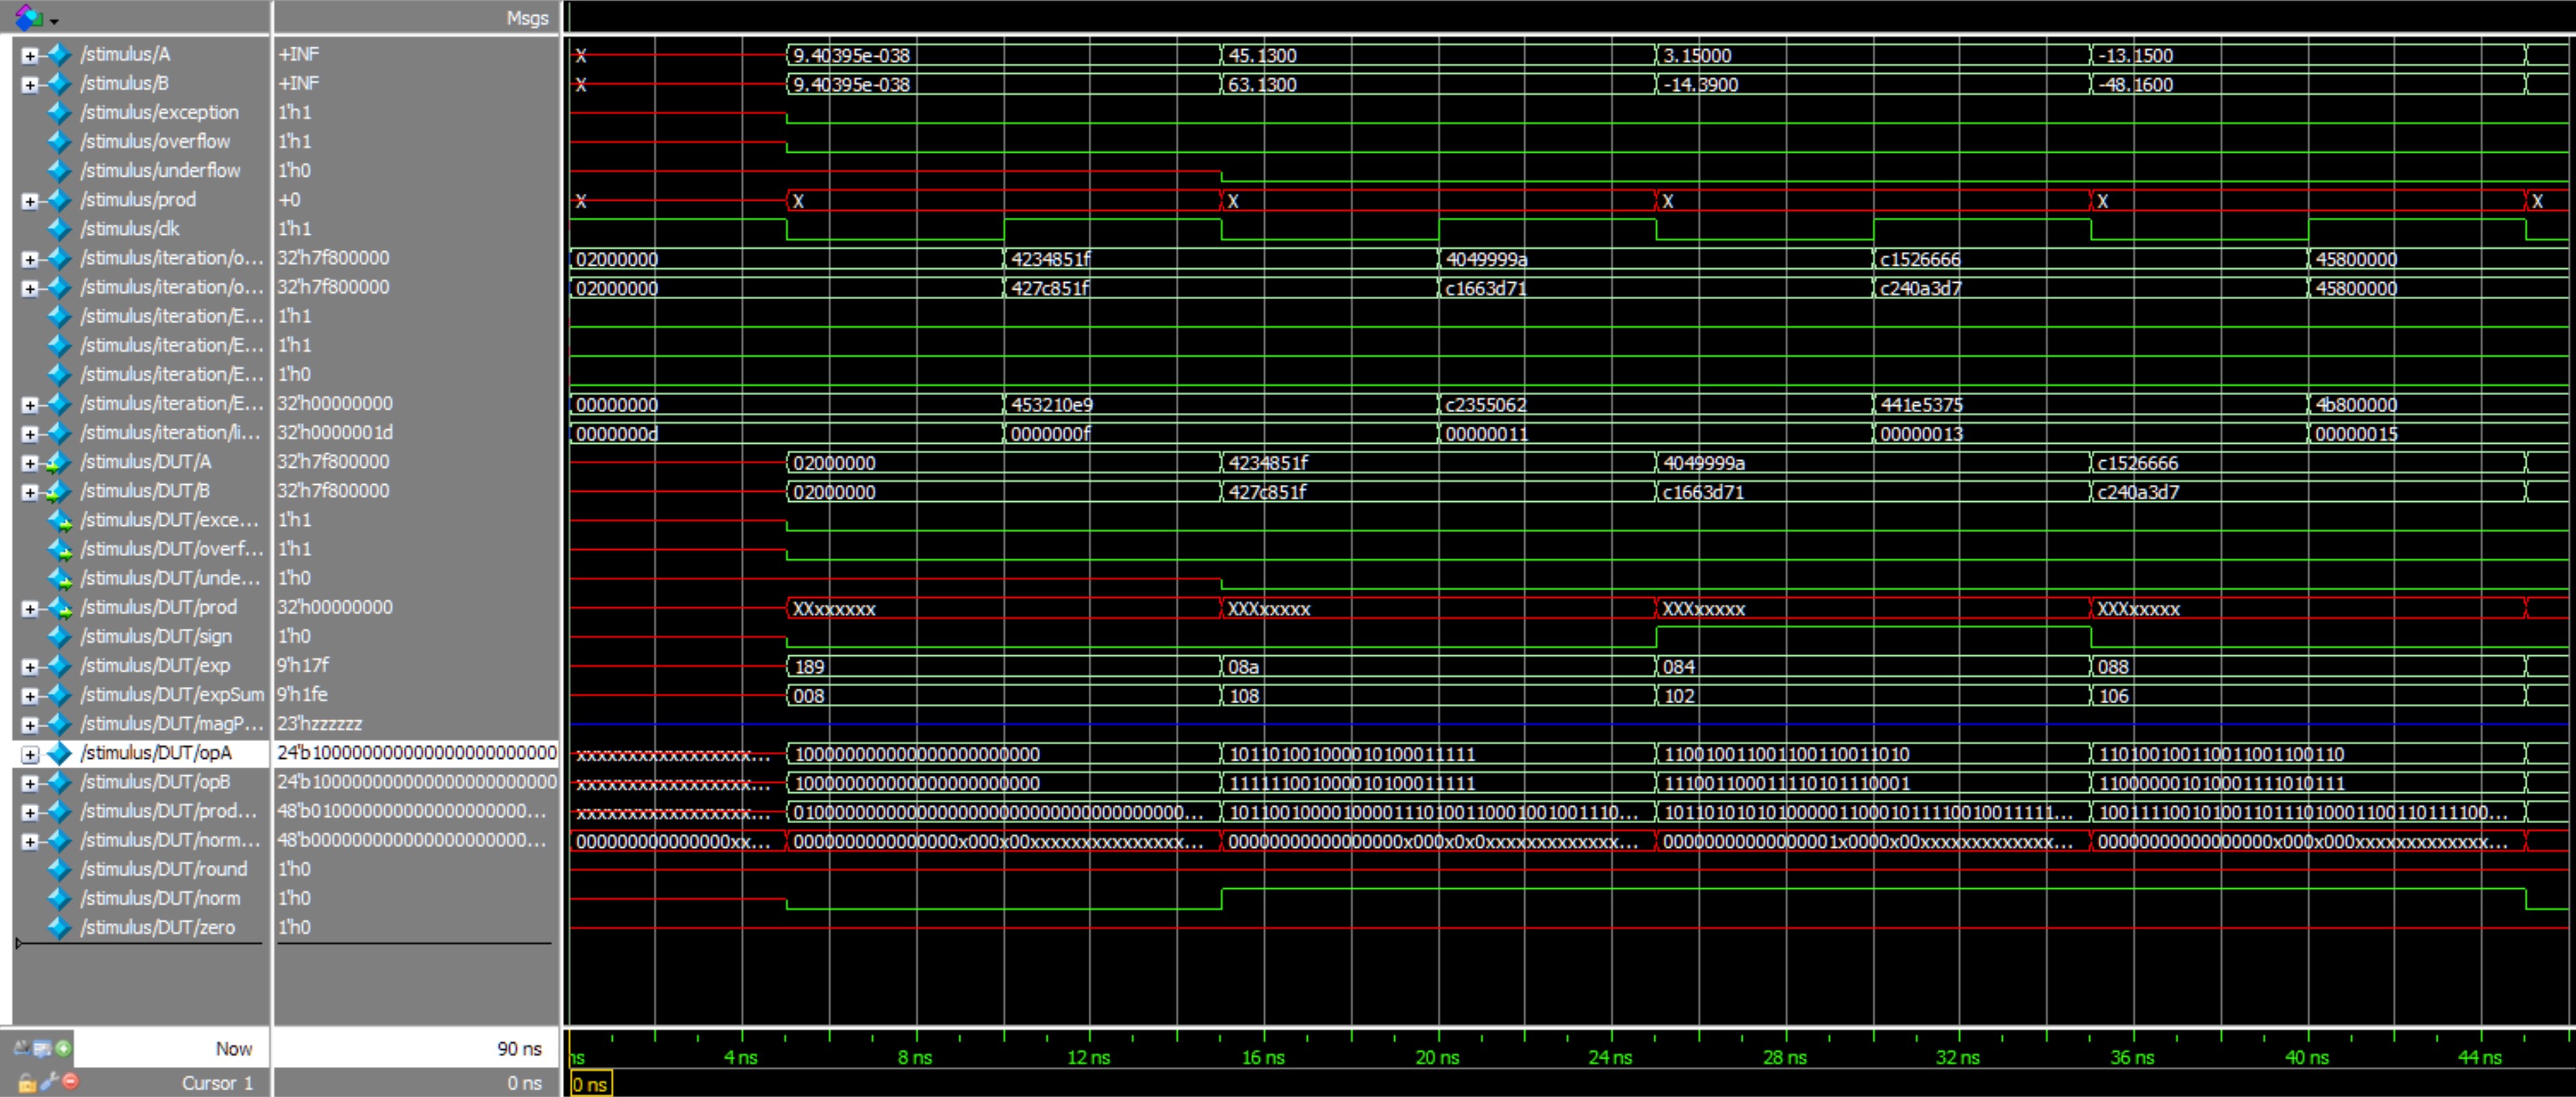 Msgs
/stimulus/A +INF X 9.40395e-038 45.1300 3.15000 -13.1500
/stimulus/B +INF X 9.40395e-038 63.1300 -14.3900 -48.1600
/stimulus/exception 1'h1
/stimulus/overflow 1'h1
/stimulus/underflow 1'h0
/stimulus/prod +0 X X X X X X
/stimulus/clk 1'h1
/stimulus/iteration/o... 32'h7f800000 02000000 4234851f 4049999a c1526666 45800000
/stimulus/iteration/o... 32'h7f800000 02000000 427c851f c1663d71 c240a3d7 45800000
/stimulus/iteration/E... 1'h1
/stimulus/iteration/E... 1'h1
/stimulus/iteration/E... 1'h0
/stimulus/iteration/E... 32'h00000000 00000000 453210e9 c2355062 441e5375 4b800000
/stimulus/iteration/li... 32'h0000001d 0000000d 0000000f 00000011 00000013 00000015
/stimulus/DUT/A 32'h7f800000 02000000 4234851f 4049999a c1526666
/stimulus/DUT/B 32'h7f800000 02000000 427c851f c1663d71 c240a3d7
/stimulus/DUT/exce... 1'h1
/stimulus/DUT/overf... 1'h1
/stimulus/DUT/unde... 1'h0
/stimulus/DUT/prod 32'h00000000 XXxxxxxx XXXxxxxx XXXxxxxx XXXxxxxx
/stimulus/DUT/sign 1'h0
/stimulus/DUT/exp 9'h17f 189 08a 084 088
/stimulus/DUT/expSum 9'h1fe 008 108 102 106
/stimulus/DUT/magP... 23'hzzzzzz
/stimulus/DUT/opA 24'b100000000000000000000000 xxxxxxxxxxxxxxxxxx... 100000000000000000000000 101101001000010100011111 110010011001100110011010 110100100110011001100110
/stimulus/DUT/opB 24'b100000000000000000000000 xxxxxxxxxxxxxxxxxx... 100000000000000000000000 111111001000010100011111 111001100011110101110001 110000001010001111010111
/stimulus/DUT/prod...
/stimulus/DUT/norm...
/stimulus/DUT/round 1'h0
/stimulus/DUT/norm 1'h0
/stimulus/DUT/zero 1'h0
Now 90 ns ns 4 ns 8 ns 12 ns 16 ns 20 ns 24 ns 28 ns 32 ns 36 ns 40 ns 44 ns
Cursor 1 0 ns 0 ns